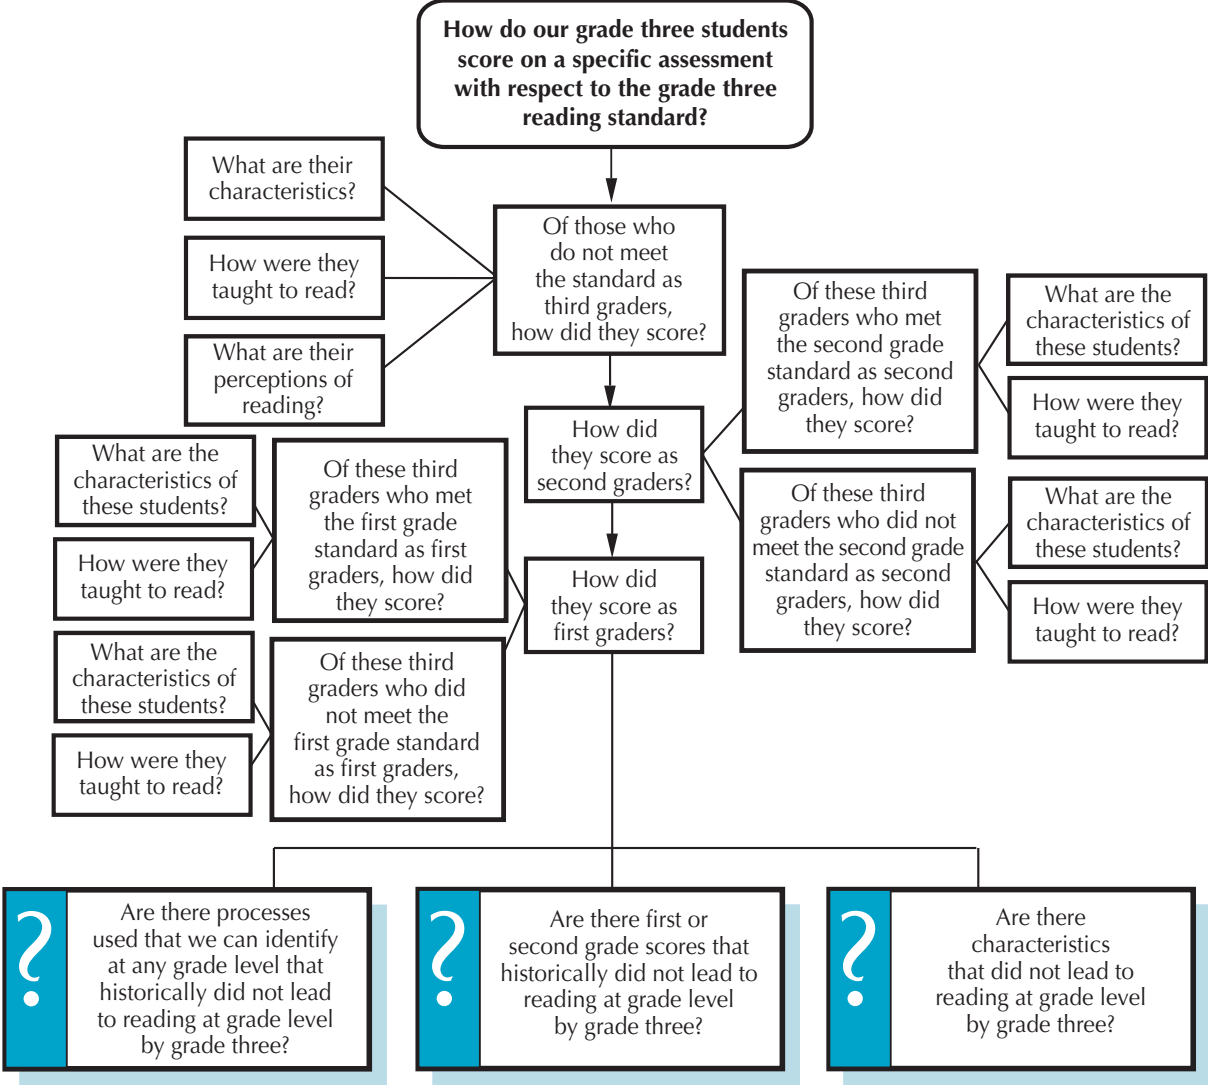 How do our grade three students
score on a specific assessment
with respect to the grade three
reading standard?
What are their
characteristics?
How were they
taught to read?
What are their
perceptions of
reading?
Of those who
do not meet
the standard as
third graders,
how did they score?
How did
they score as
second graders?
Of these third
graders who met
the second grade
standard as second
graders, how did
they score?
What are the
characteristics of
these students?
How were they
taught to read?
Of these third
graders who did not
meet the second grade
standard as second
graders, how did
they score?
What are the
characteristics of
these students?
How were they
taught to read?
How did
they score as
first graders?
Of these third
graders who met
the first grade
standard as first
graders, how did
they score?
What are the
characteristics of
these students?
How were they
taught to read?
Of these third
graders who did
not meet the
first grade standard
as first graders,
how did they score?
What are the
characteristics of
these students?
How were they
taught to read?
?
Are there processes
used that we can identify
at any grade level that
historically did not lead
to reading at grade level
by grade three?
?
Are there first or
second grade scores that
historically did not lead to
reading at grade level
by grade three?
?
Are there
characteristics
that did not lead to
reading at grade level
by grade three?